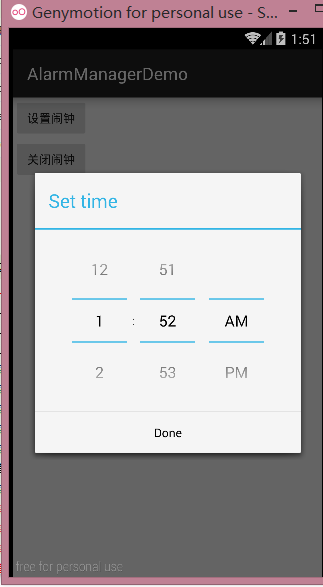 Genymotion for personal use - S...
1:51
AlarmManagerDemo
设置闹钟
关闭闹钟
Set time
12 51
1 : 52 AM
2 53 PM
Done
free for personal use